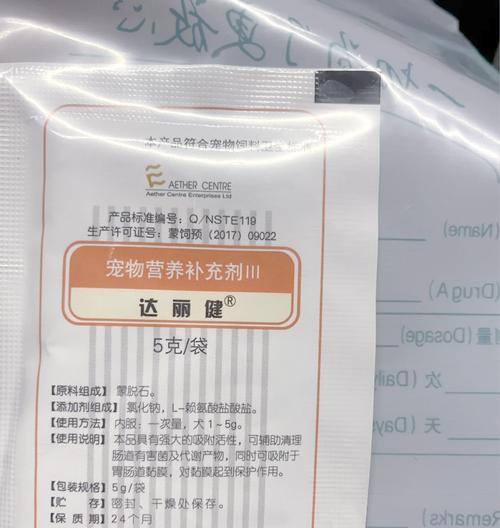 本产品符合宠物饲料卫生标准
AETHER CENTRE
Aether Centre Enterprises Ltd
产品标准编号：Q/NSTE119
生产许可证号：蒙饲预（2017）09022
宠物营养补充剂III
达丽健®
5克/袋
【原料组成】蒙脱石。
【添加剂组成】氯化钠，L-赖氨酸盐酸盐。
【使用方法】内服：一次量，犬1~5g。
【使用说明】本品具有强大的吸附活性，可辅助清理
肠道有害菌及代谢产物，同时可吸附于
胃肠道黏膜，对黏膜起到保护作用。
【包装规格】5g/袋
【贮 存】密封、干燥处保存。
【保 质 期】24个月
(Name)
(Drug A
量 (Dosage)
次 (Daily
天 (Days
Remarks